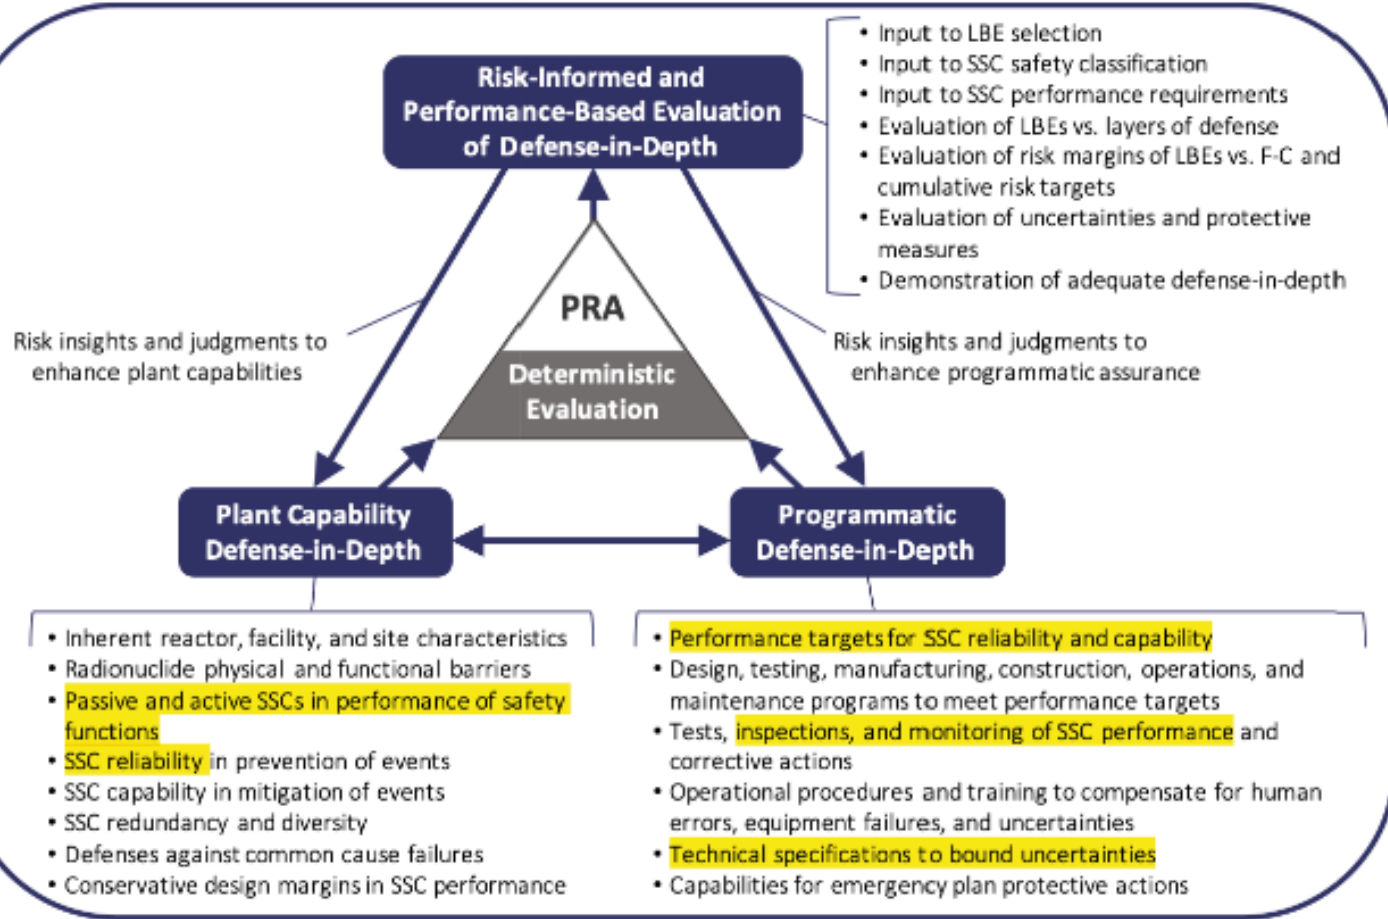 Risk-Informed and
Performance-Based Evaluation
of Defense-in-Depth
• Input to LBE selection
• Input to SSC safety classification
• Input to SSC performance requirements
• Evaluation of LBEs vs. layers of defense
• Evaluation of risk margins of LBEs vs. F-C and
cumulative risk targets
• Evaluation of uncertainties and protective
measures
• Demonstration of adequate defense-in-depth
PRA
Deterministic
Evaluation
Risk insights and judgments to
enhance plant capabilities
Risk insights and judgments to
enhance programmatic assurance
Plant Capability
Defense-in-Depth
Programmatic
Defense-in-Depth
• Inherent reactor, facility, and site characteristics
• Radionuclide physical and functional barriers
• Passive and active SSCs in performance of safety
functions
• SSC reliability in prevention of events
• SSC capability in mitigation of events
• SSC redundancy and diversity
• Defenses against common cause failures
• Conservative design margins in SSC performance
• Performance targets for SSC reliability and capability
• Design, testing, manufacturing, construction, operations, and
maintenance programs to meet performance targets
• Tests, inspections, and monitoring of SSC performance and
corrective actions
• Operational procedures and training to compensate for human
errors, equipment failures, and uncertainties
• Technical specifications to bound uncertainties
• Capabilities for emergency plan protective actions